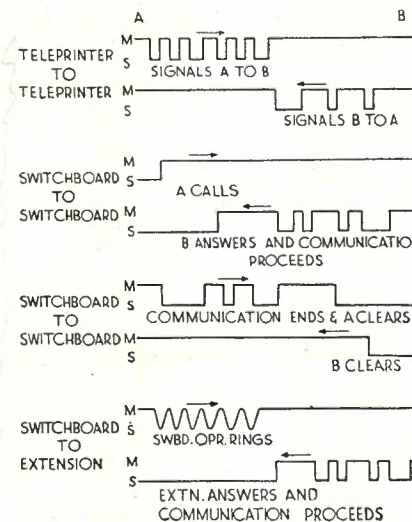 A B
M
TELEPRINTER S
TO SIGNALS A TO B
TELEPRINTER M
S SIGNALS B TO A
M
SWITCHBOARD S
TO A CALLS
SWITCHBOARD M
S
B ANSWERS AND COMMUNICATIO
PROCEEDS
M
SWITCHBOARD S
TO COMMUNICATION ENDS & A CLEARS
SWITCHBOARD M
S B CLEARS
M
SWITCHBOARD S
TO SWBD. OPR. RINGS
EXTENSION M
S
EXTN. ANSWERS AND
COMMUNICATION PROCEEDS